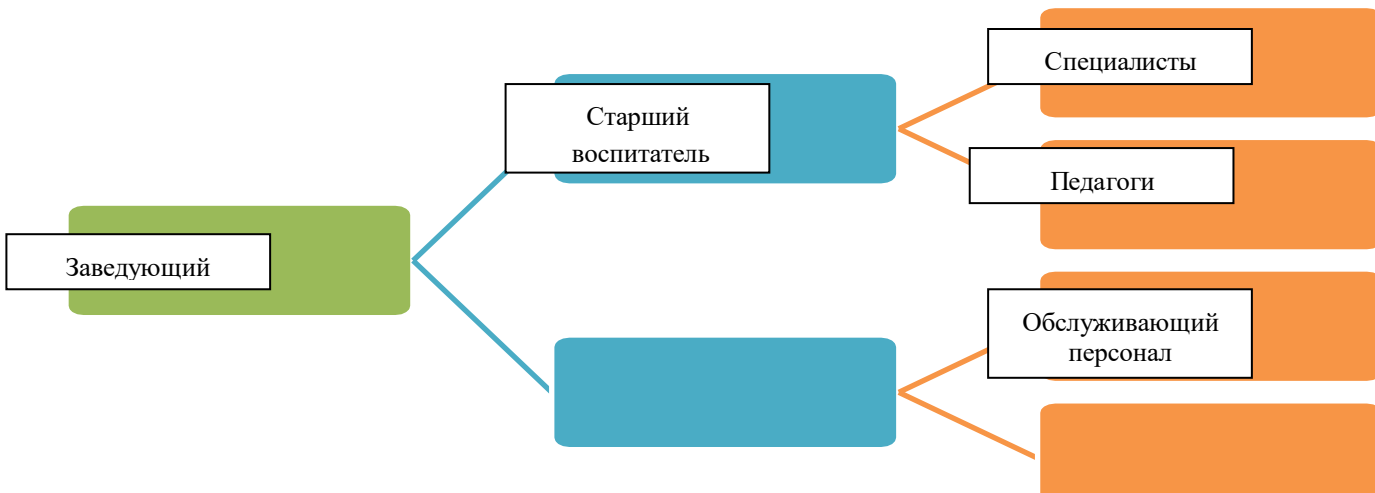 Специалисты
Старший
воспитатель
Педагоги
Заведующий
Обслуживающий
персонал